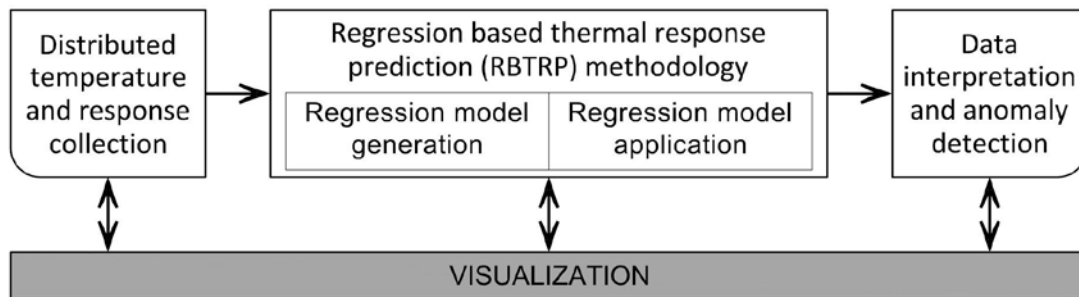 Distributed
temperature
and response
collection
Regression based thermal response
prediction (RBTRP) methodology
Regression model
generation
Regression model
application
Data
interpretation
and anomaly
detection
VISUALIZATION